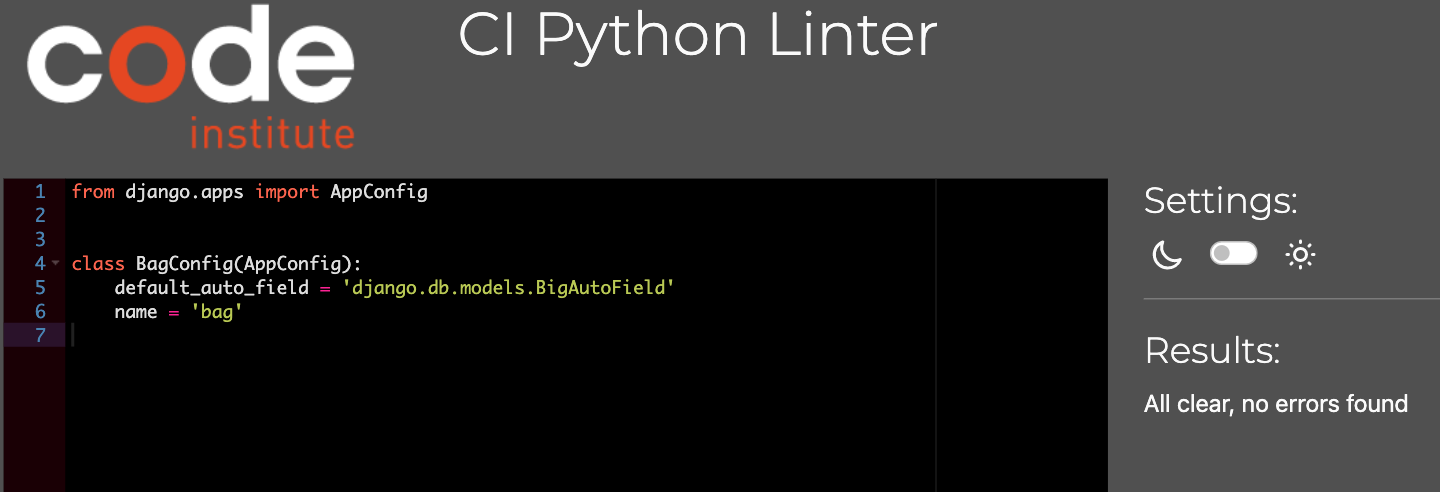 code
institute
CI Python Linter
1 from django.apps import AppConfig
2
3
4 class BagConfig(AppConfig):
5     default_auto_field = 'django.db.models.BigAutoField'
6     name = 'bag'
7
Settings:
Results:
All clear, no errors found